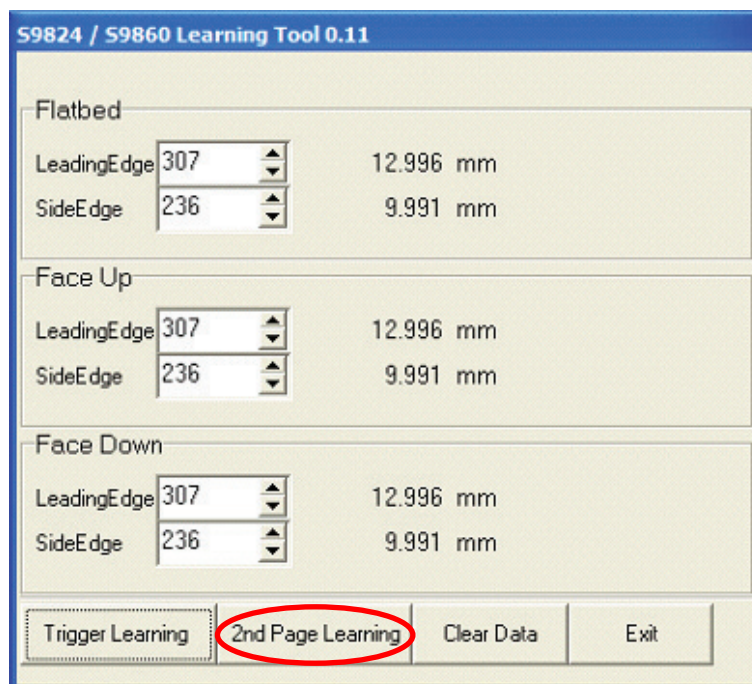 S9824 / S9860 Learning Tool 0.11
Flatbed
LeadingEdge 307 12.996 mm
SideEdge 236 9.991 mm
Face Up
LeadingEdge 307 12.996 mm
SideEdge 236 9.991 mm
Face Down
LeadingEdge 307 12.996 mm
SideEdge 236 9.991 mm
Trigger Learning 2nd Page Learning Clear Data Exit